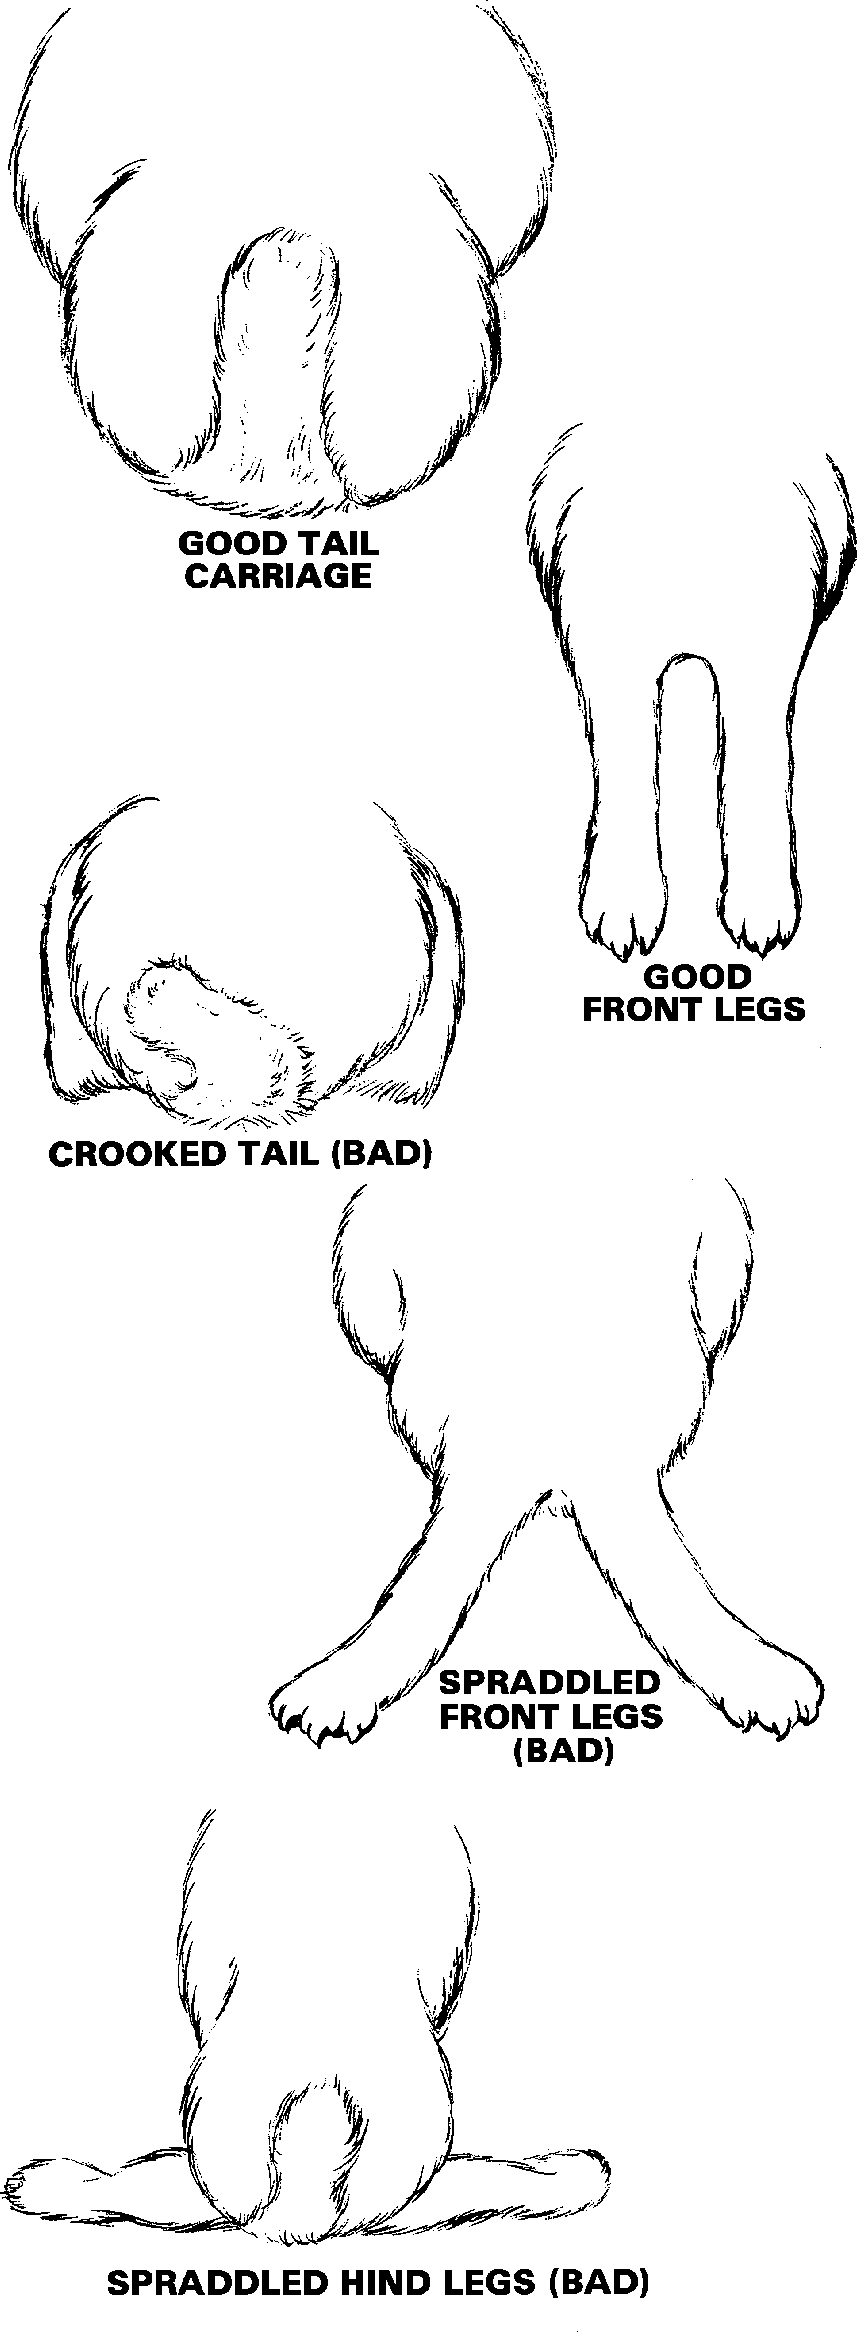 GOOD TAIL
CARRIAGE
GOOD
FRONT LEGS
CROOKED TAIL (BAD)
SPRADDLED
FRONT LEGS
(BAD)
SPRADDLED HIND LEGS (BAD)